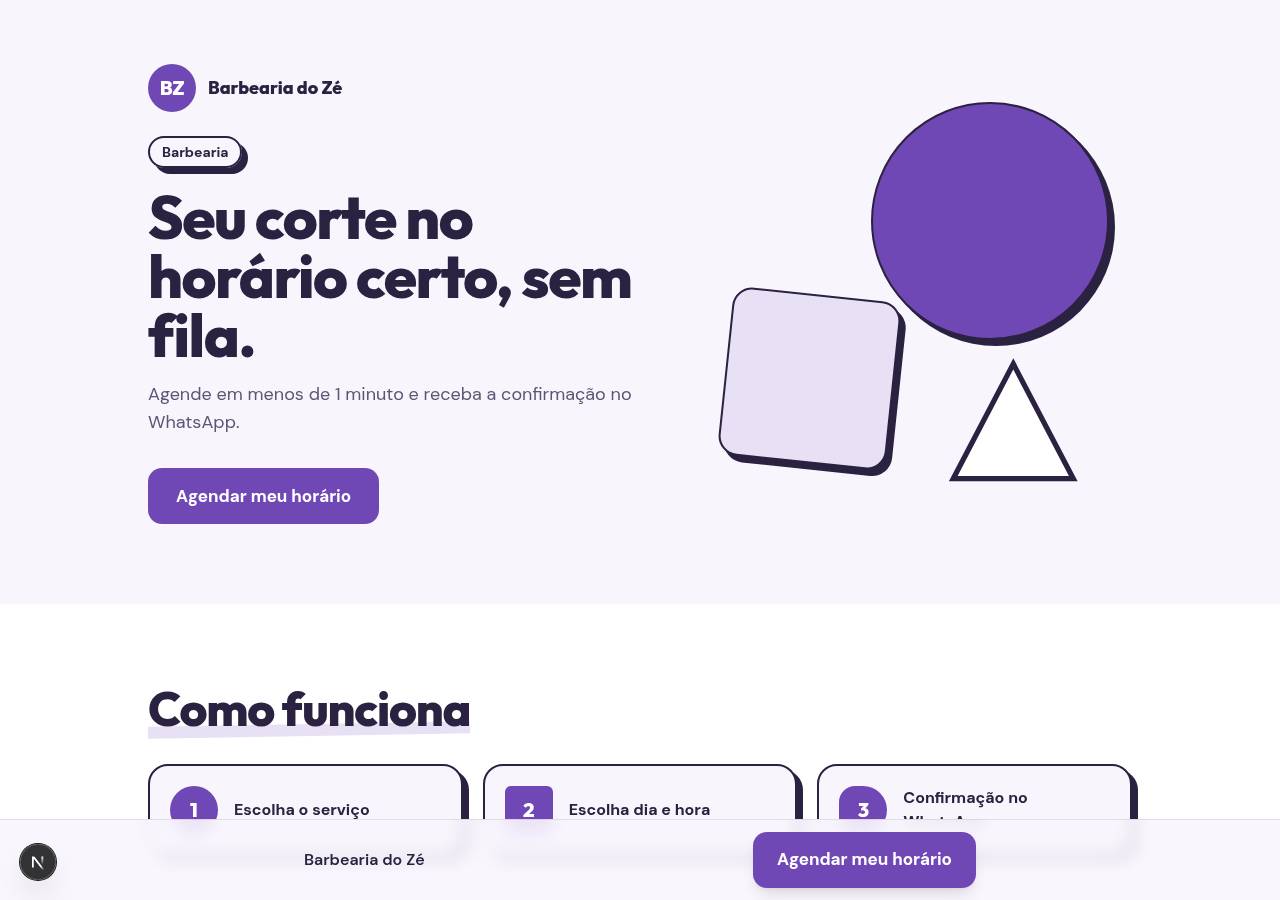 BZ
Barbearia do Zé
Barbearia
Seu corte no
horário certo, sem
fila.
Agende em menos de 1 minuto e receba a confirmação no
WhatsApp.
Agendar meu horário
Como funciona
1
Escolha o serviço
2
Escolha dia e hora
3
Confirmação no
Barbearia do Zé
Agendar meu horário
N